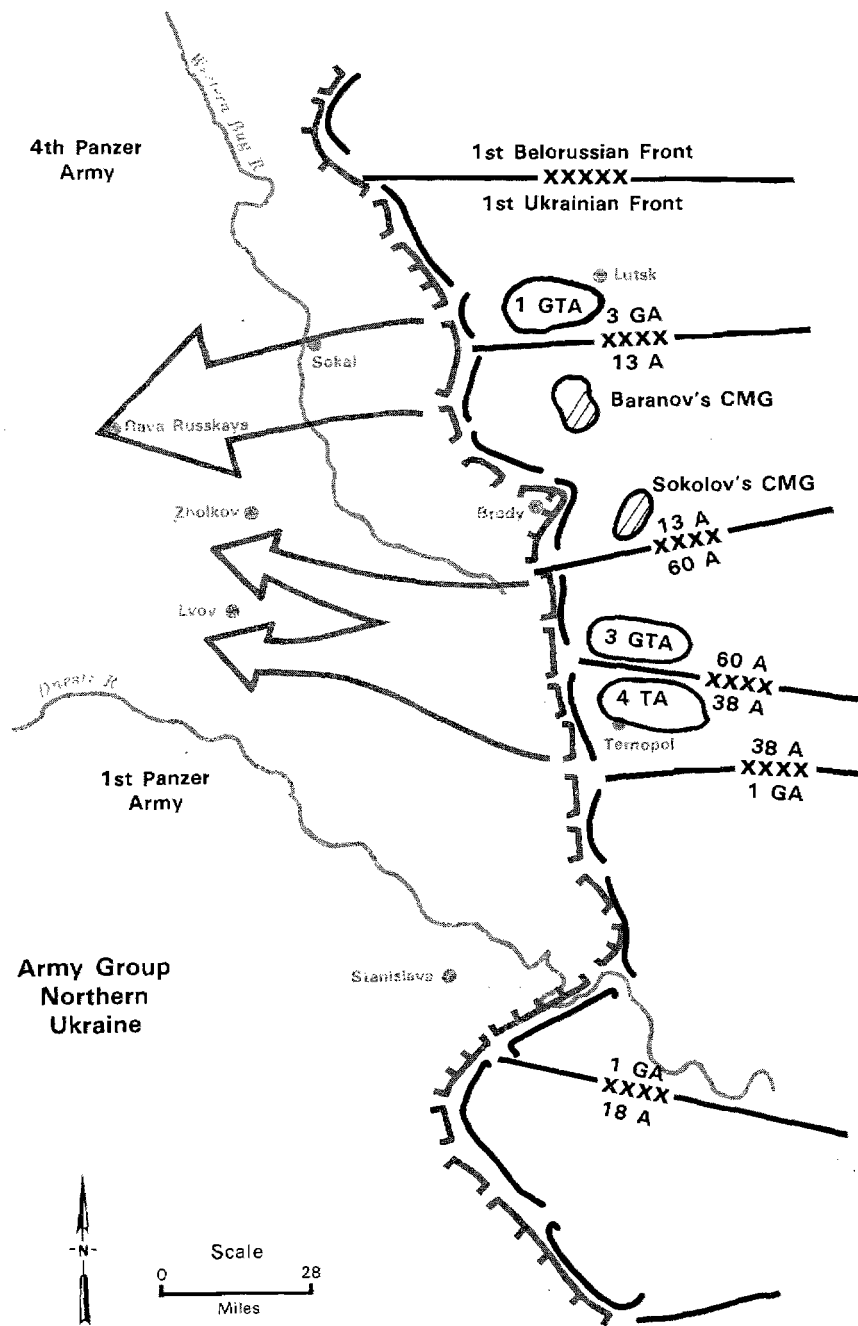 Western Bug R
4th Panzer
Army
1st Belorussian Front
XXXXX
1st Ukrainian Front
Lutsk
1 GTA
3 GA
XXXX
13 A
Sokal
Baranov's CMG
Rava Russkaya
Sokolov's CMG
Zholkov
Brody
13 A
XXXX
60 A
Lvov
3 GTA
60 A
XXXX
38 A
4 TA
Dnestr R
Ternopol
38 A
XXXX
1 GA
1st Panzer
Army
Army Group
Northern
Ukraine
Stanislava
1 GA
XXXX
18 A
-N-
Scale
0 28
Miles